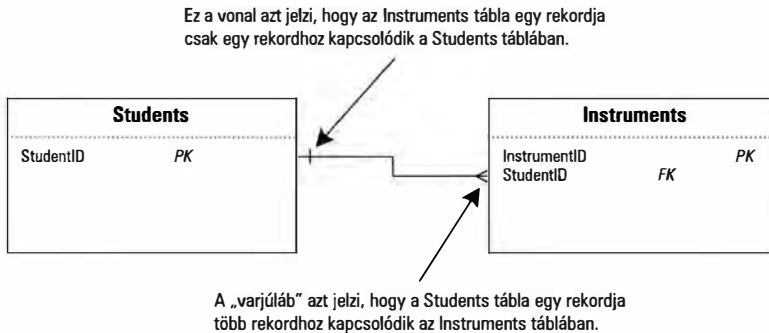 Ez a vonal azt jelzi, hogy az Instruments tábla egy rekordja
csak egy rekordhoz kapcsolódik a Students táblában.
Students
StudentID PK
Instruments
InstrumentID PK
StudentID FK
A „varjúláb” azt jelzi, hogy a Students tábla egy rekordja
több rekordhoz kapcsolódik az Instruments táblában.